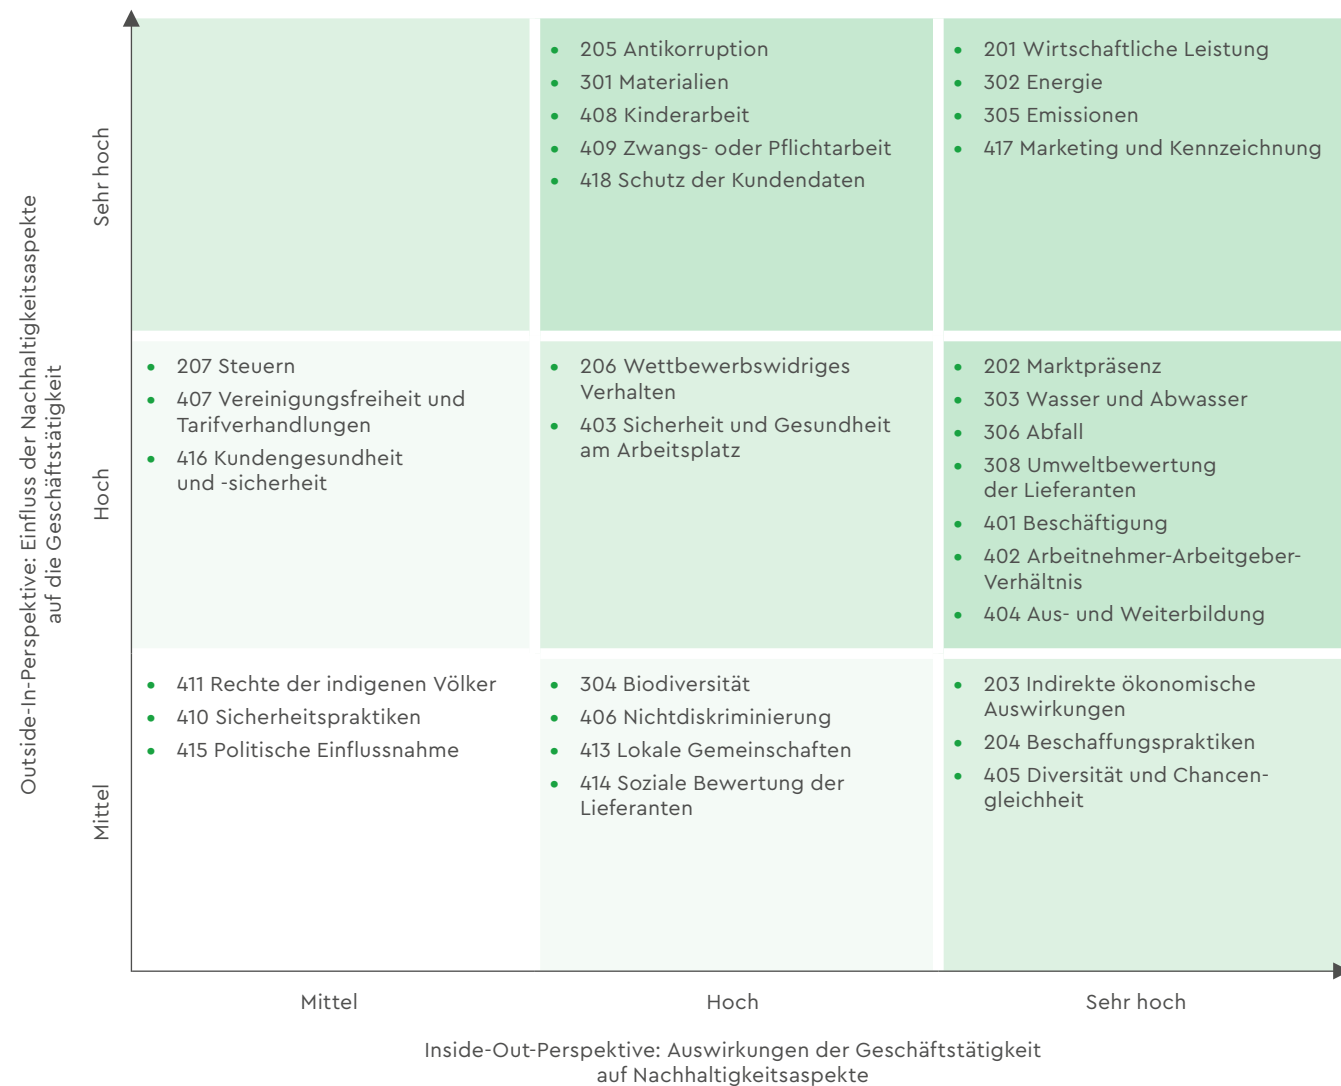 Outside-In-Perspektive: Einfluss der Nachhaltigkeitsaspekte
auf die Geschäftstätigkeit
Sehr hoch
205 Antikorruption
301 Materialien
408 Kinderarbeit
409 Zwangs- oder Pflichtarbeit
418 Schutz der Kundendaten
201 Wirtschaftliche Leistung
302 Energie
305 Emissionen
417 Marketing und Kennzeichnung
Hoch
207 Steuern
407 Vereinigungsfreiheit und
Tarifverhandlungen
416 Kundengesundheit
und -sicherheit
206 Wettbewerbswidriges
Verhalten
403 Sicherheit und Gesundheit
am Arbeitsplatz
202 Marktpräsenz
303 Wasser und Abwasser
306 Abfall
308 Umweltbewertung
der Lieferanten
401 Beschäftigung
402 Arbeitnehmer-Arbeitgeber-
Verhältnis
404 Aus- und Weiterbildung
Mittel
411 Rechte der indigenen Völker
410 Sicherheitspraktiken
415 Politische Einflussnahme
304 Biodiversität
406 Nichtdiskriminierung
413 Lokale Gemeinschaften
414 Soziale Bewertung der
Lieferanten
203 Indirekte ökonomische
Auswirkungen
204 Beschaffungspraktiken
405 Diversität und Chancen-
gleichheit
Mittel
Hoch
Sehr hoch
Inside-Out-Perspektive: Auswirkungen der Geschäftstätigkeit
auf Nachhaltigkeitsaspekte